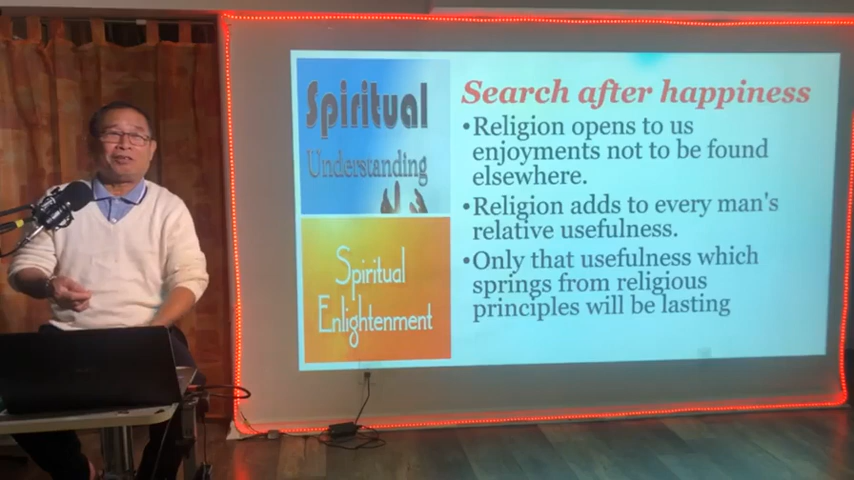 Spiritual
Understanding
Spiritual
Enlightenment
Search after happiness
•Religion opens to us
enjoyments not to be found
elsewhere.
•Religion adds to every man's
relative usefulness.
•Only that usefulness which
springs from religious
principles will be lasting